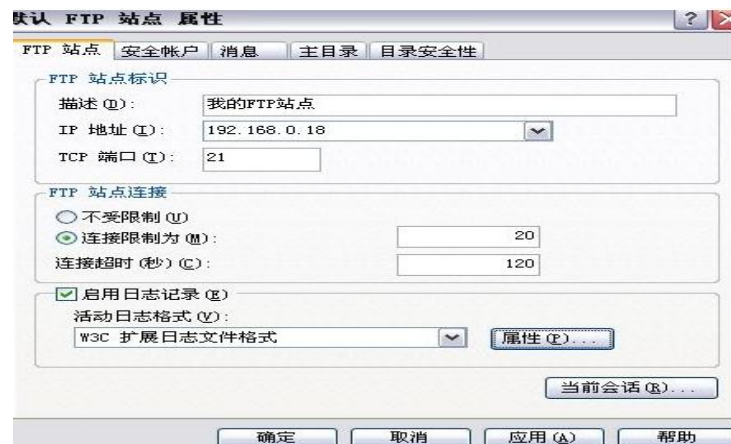 默认 FTP 站点 属性
FTP 站点 安全帐户 消息 主目录 目录安全性
FTP 站点标识
描述(D): 我的FTP站点
IP 地址(I): 192.168.0.18
TCP 端口(T): 21
FTP 站点连接
不受限制(U)
连接限制为(M): 20
连接超时(秒)(C): 120
启用日志记录(E)
活动日志格式(V):
W3C 扩展日志文件格式 属性(P)...
当前会话(R)...
确定 取消 应用(A) 帮助